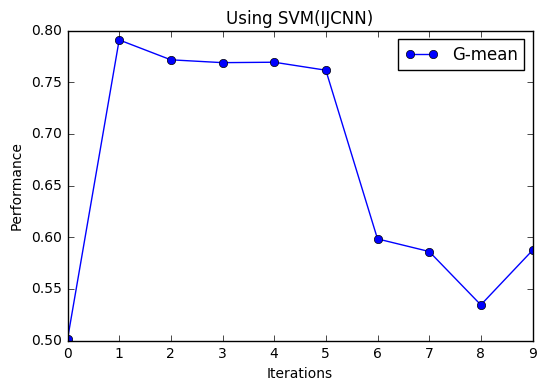 Using SVM(IJCNN)
G-mean
Performance
0.80
0.75
0.70
0.65
0.60
0.55
0.50
0 1 2 3 4 5 6 7 8 9
Iterations